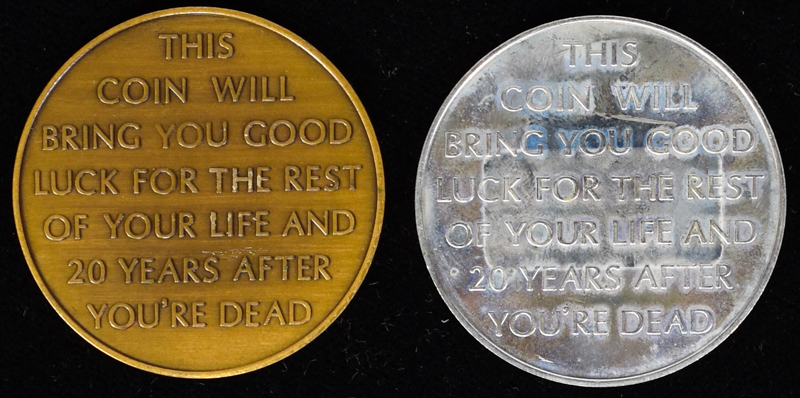 THIS
COIN WILL
BRING YOU GOOD
LUCK FOR THE REST
OF YOUR LIFE AND
20 YEARS AFTER
YOU'RE DEAD
THIS
COIN WILL
BRING YOU GOOD
LUCK FOR THE REST
OF YOUR LIFE AND
20 YEARS AFTER
YOU'RE DEAD